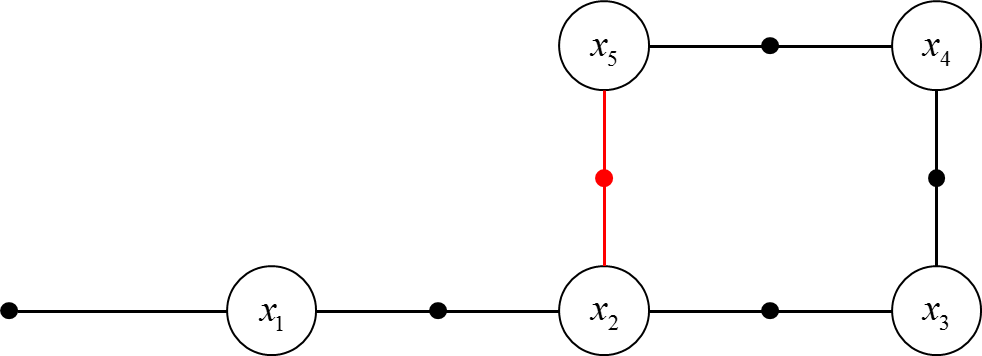 x₅ x₄
x₁ x₂ x₃